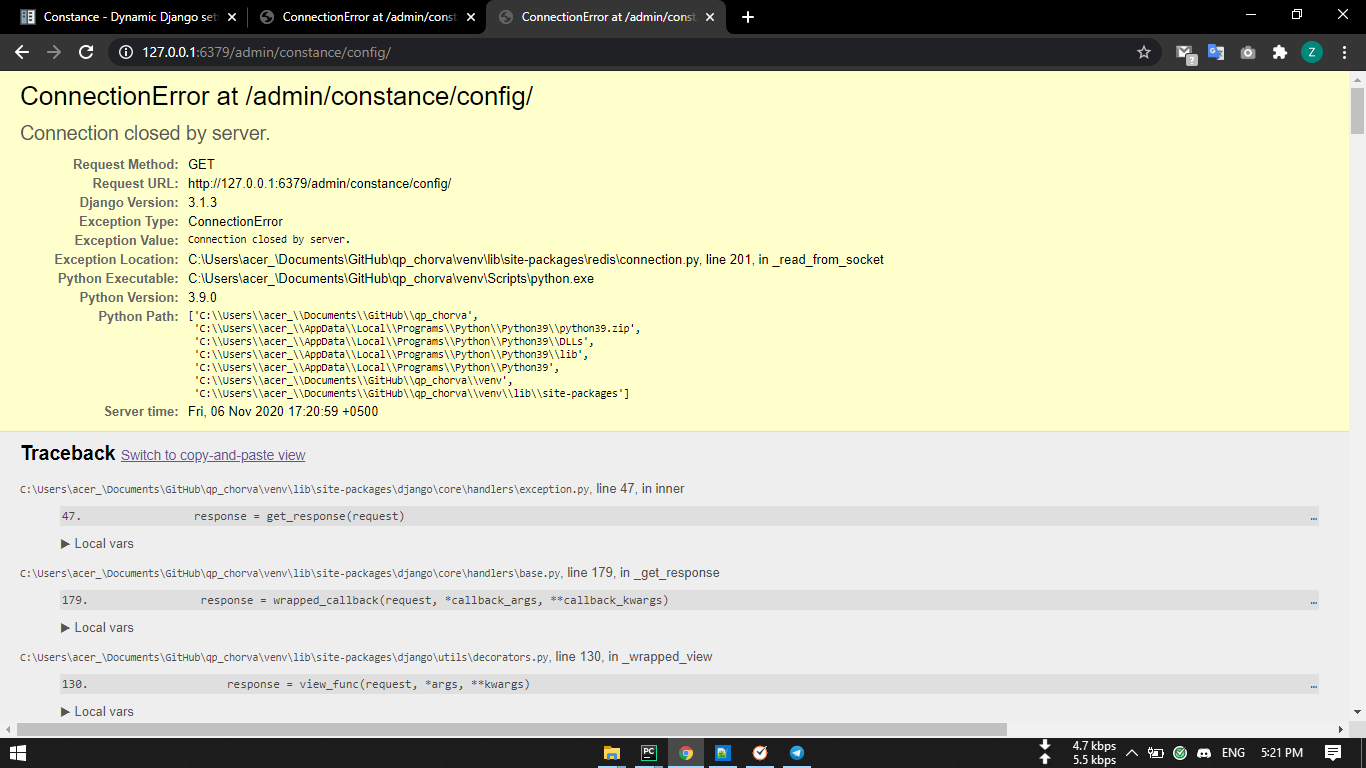 Constance - Dynamic Django set
ConnectionError at /admin/const
ConnectionError at /admin/const
127.0.0.1:6379/admin/constance/config/
?
Z
ConnectionError at /admin/constance/config/
Connection closed by server.
Request Method: GET
Request URL: http://127.0.0.1:6379/admin/constance/config/
Django Version: 3.1.3
Exception Type: ConnectionError
Exception Value: Connection closed by server.
Exception Location: C:\Users\acer_\Documents\GitHub\qp_chorva\venv\lib\site-packages\redis\connection.py, line 201, in _read_from_socket
Python Executable: C:\Users\acer_\Documents\GitHub\qp_chorva\venv\Scripts\python.exe
Python Version: 3.9.0
Python Path: ['C:\\Users\\acer_\\Documents\\GitHub\\qp_chorva',
'C:\\Users\\acer_\\AppData\\Local\\Programs\\Python\\Python39\\python39.zip',
'C:\\Users\\acer_\\AppData\\Local\\Programs\\Python\\Python39\\DLLs',
'C:\\Users\\acer_\\AppData\\Local\\Programs\\Python\\Python39\\lib',
'C:\\Users\\acer_\\AppData\\Local\\Programs\\Python\\Python39',
'C:\\Users\\acer_\\Documents\\GitHub\\qp_chorva\\venv',
'C:\\Users\\acer_\\Documents\\GitHub\\qp_chorva\\venv\\lib\\site-packages']
Server time: Fri, 06 Nov 2020 17:20:59 +0500
Traceback Switch to copy-and-paste view
C:\Users\acer_\Documents\GitHub\qp_chorva\venv\lib\site-packages\django\core\handlers\exception.py, line 47, in inner
47. response = get_response(request) …
▶ Local vars
C:\Users\acer_\Documents\GitHub\qp_chorva\venv\lib\site-packages\django\core\handlers\base.py, line 179, in _get_response
179. response = wrapped_callback(request, *callback_args, **callback_kwargs) …
▶ Local vars
C:\Users\acer_\Documents\GitHub\qp_chorva\venv\lib\site-packages\django\utils\decorators.py, line 130, in _wrapped_view
130. response = view_func(request, *args, **kwargs) …
▶ Local vars
PC
4.7 kbps
5.5 kbps
ENG
5:21 PM